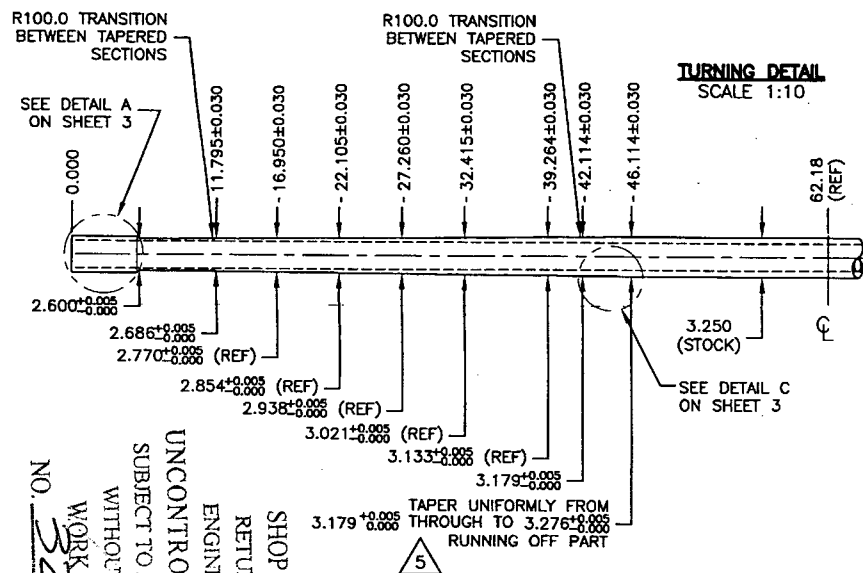 R100.0 TRANSITION
BETWEEN TAPERED
SECTIONS
R100.0 TRANSITION
BETWEEN TAPERED
SECTIONS
TURNING DETAIL
SCALE 1:10
SEE DETAIL A
ON SHEET 3
0.000
11.795±0.030
16.950±0.030
22.105±0.030
27.260±0.030
32.415±0.030
39.264±0.030
42.114±0.030
46.114±0.030
62.18
(REF)
2.600+0.005 -0.000
2.686+0.005 -0.000
2.770+0.005 -0.000 (REF)
2.854+0.005 -0.000 (REF)
2.938+0.005 -0.000 (REF)
3.021+0.005 -0.000 (REF)
3.133+0.005 -0.000 (REF)
3.179+0.005 -0.000
3.250
(STOCK)
SEE DETAIL C
ON SHEET 3
TAPER UNIFORMLY FROM
3.179 +0.005 -0.000 THROUGH TO 3.276+0.005 -0.000
RUNNING OFF PART
5
SHOP
RETU
ENGIN
UNCONTRO
SUBJECT TO
WITHOU
WORK
NO.